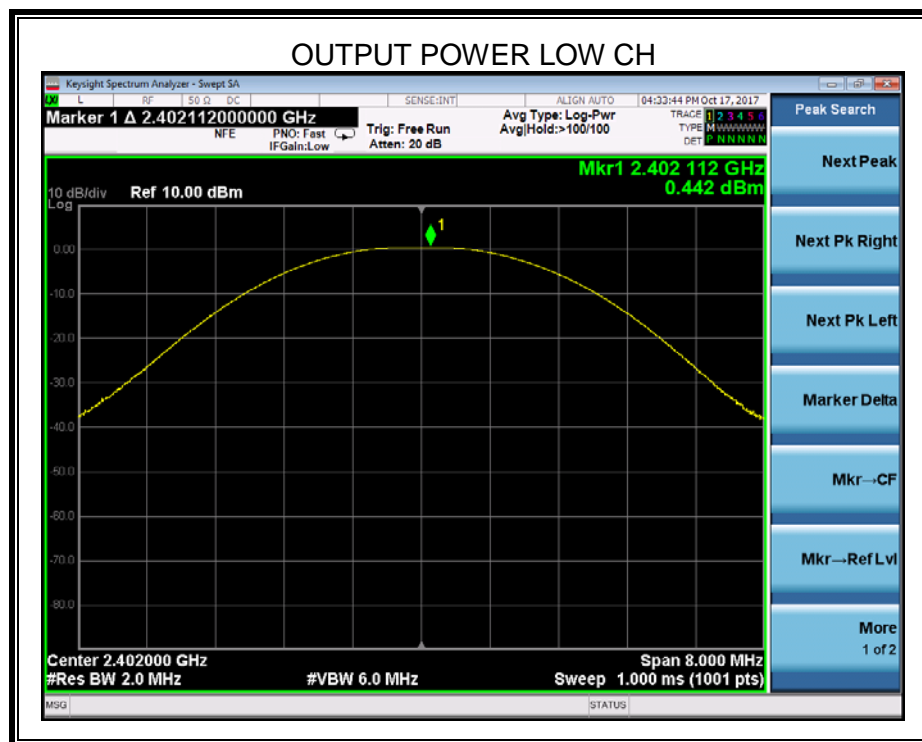 OUTPUT POWER LOW CH
Keysight Spectrum Analyzer - Swept SA
LXI L RF 50 Ω DC SENSE:INT ALIGN AUTO 04:33:44 PM Oct 17, 2017
Marker 1 Δ 2.402112000000 GHz
NFE
PNO: Fast
IFGain:Low
Trig: Free Run
Atten: 20 dB
Avg Type: Log-Pwr
Avg|Hold:>100/100
TRACE 1 2 3 4 5 6
TYPE M WWWWW
DET P N N N N N
Peak Search
Mkr1 2.402 112 GHz
0.442 dBm
10 dB/div Ref 10.00 dBm
Log
1
0.00
-10.0
-20.0
-30.0
-40.0
-50.0
-60.0
-70.0
-80.0
Center 2.402000 GHz Span 8.000 MHz
#Res BW 2.0 MHz #VBW 6.0 MHz Sweep 1.000 ms (1001 pts)
Next Peak
Next Pk Right
Next Pk Left
Marker Delta
Mkr→CF
Mkr→Ref Lvl
More
1 of 2
MSG STATUS